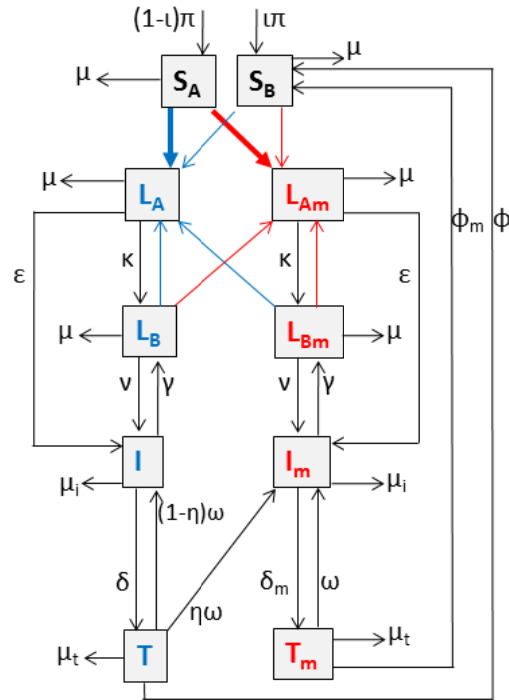 (1-ι)π ιπ
μ S_A S_B μ
μ L_A L_Am μ
ε κ κ ε ϕ_m ϕ
μ L_B L_Bm μ
ν γ ν γ
I I_m
μ_i (1-η)ω μ_i
δ ηω δ_m ω
μ_t T T_m μ_t